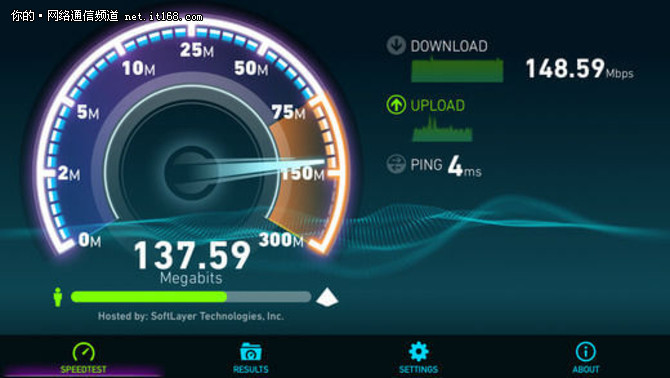 你的·网络通信频道 net.it168.com
DOWNLOAD
148.59 Mbps
UPLOAD
PING 4 ms
0M
2M
5M
10M
25M
50M
75M
150M
300M
137.59
Megabits
Hosted by: SoftLayer Technologies, Inc.
SPEEDTEST
RESULTS
SETTINGS
ABOUT